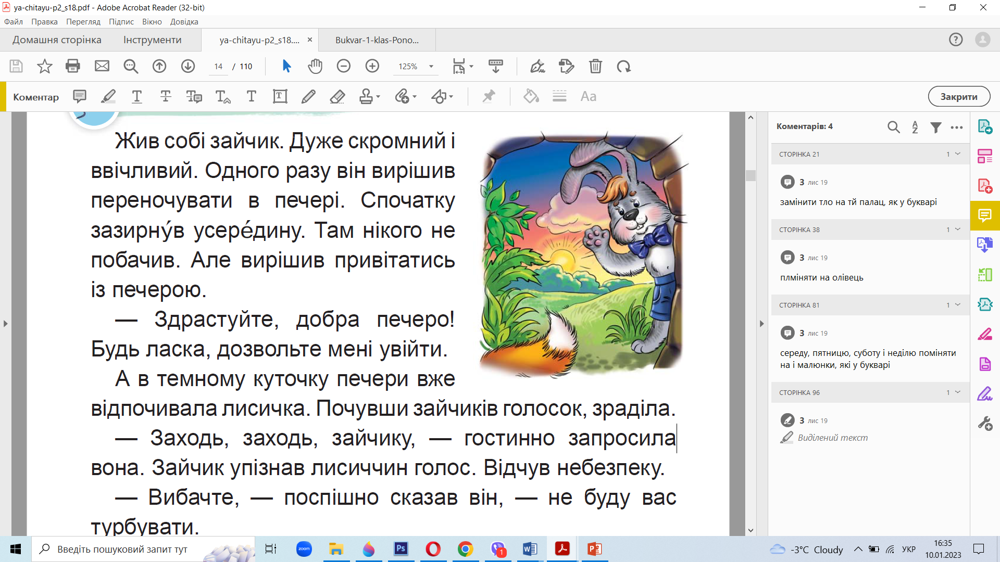 ya-chitayu-p2_s18.pdf - Adobe Acrobat Reader (32-bit)
Файл Правка Перегляд Підпис Вікно Довідка
Домашня сторінка Інструменти ya-chitayu-p2_s18.... Bukvar-1-klas-Pono...
14 / 110 125%
Коментар Aa Закрити
Жив собі зайчик. Дуже скромний і
ввічливий. Одного разу він вирішив
переночувати в печері. Спочатку
зазирну́в усере́дину. Там нікого не
побачив. Але вирішив привітатись
із печерою.
— Здрастуйте, добра печеро!
Будь ласка, дозвольте мені увійти.
А в темному куточку печери вже
відпочивала лисичка. Почувши зайчиків голосок, зраділа.
— Заходь, заходь, зайчику, — гостинно запросила
вона. Зайчик упізнав лисиччин голос. Відчув небезпеку.
— Вибачте, — поспішно сказав він, — не буду вас
турбувати.
Коментарів: 4
СТОРІНКА 21 1
3 лис 19
замінити тло на тй палац, як у букварі
СТОРІНКА 38 1
3 лис 19
плміняти на олівець
СТОРІНКА 81 1
3 лис 19
середу, пятницю, суботу і неділю поміняти
на і малюнки, які у букварі
СТОРІНКА 96 1
3 лис 19
Виділений текст
Введіть пошуковий запит тут
zoom Ps 1 W P
-3°C Cloudy УКР
16:35
10.01.2023